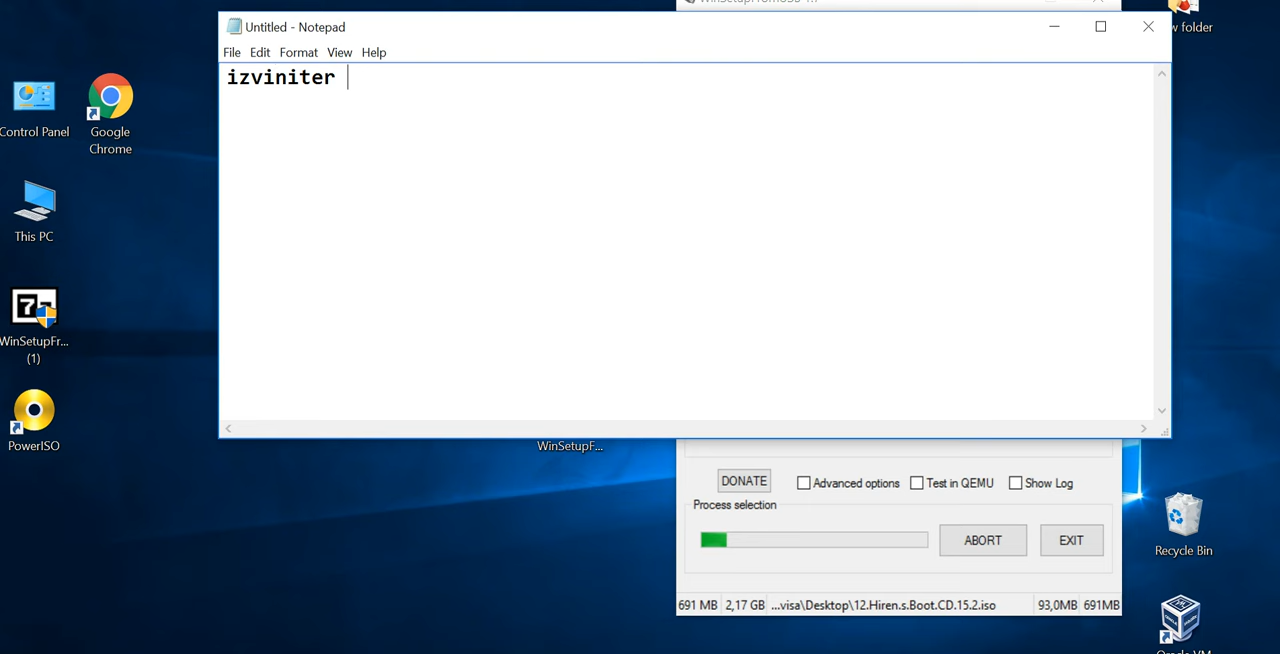 Untitled - Notepad
File Edit Format View Help
izviniter
w folder
Control Panel
Google
Chrome
This PC
WinSetupFr...
(1)
PowerISO
WinSetupF...
DONATE
Advanced options
Test in QEMU
Show Log
Process selection
ABORT
EXIT
691 MB 2,17 GB ...visa\Desktop\12.Hiren.s.Boot.CD.15.2.iso 93,0MB 691MB
Recycle Bin
Oracle VM